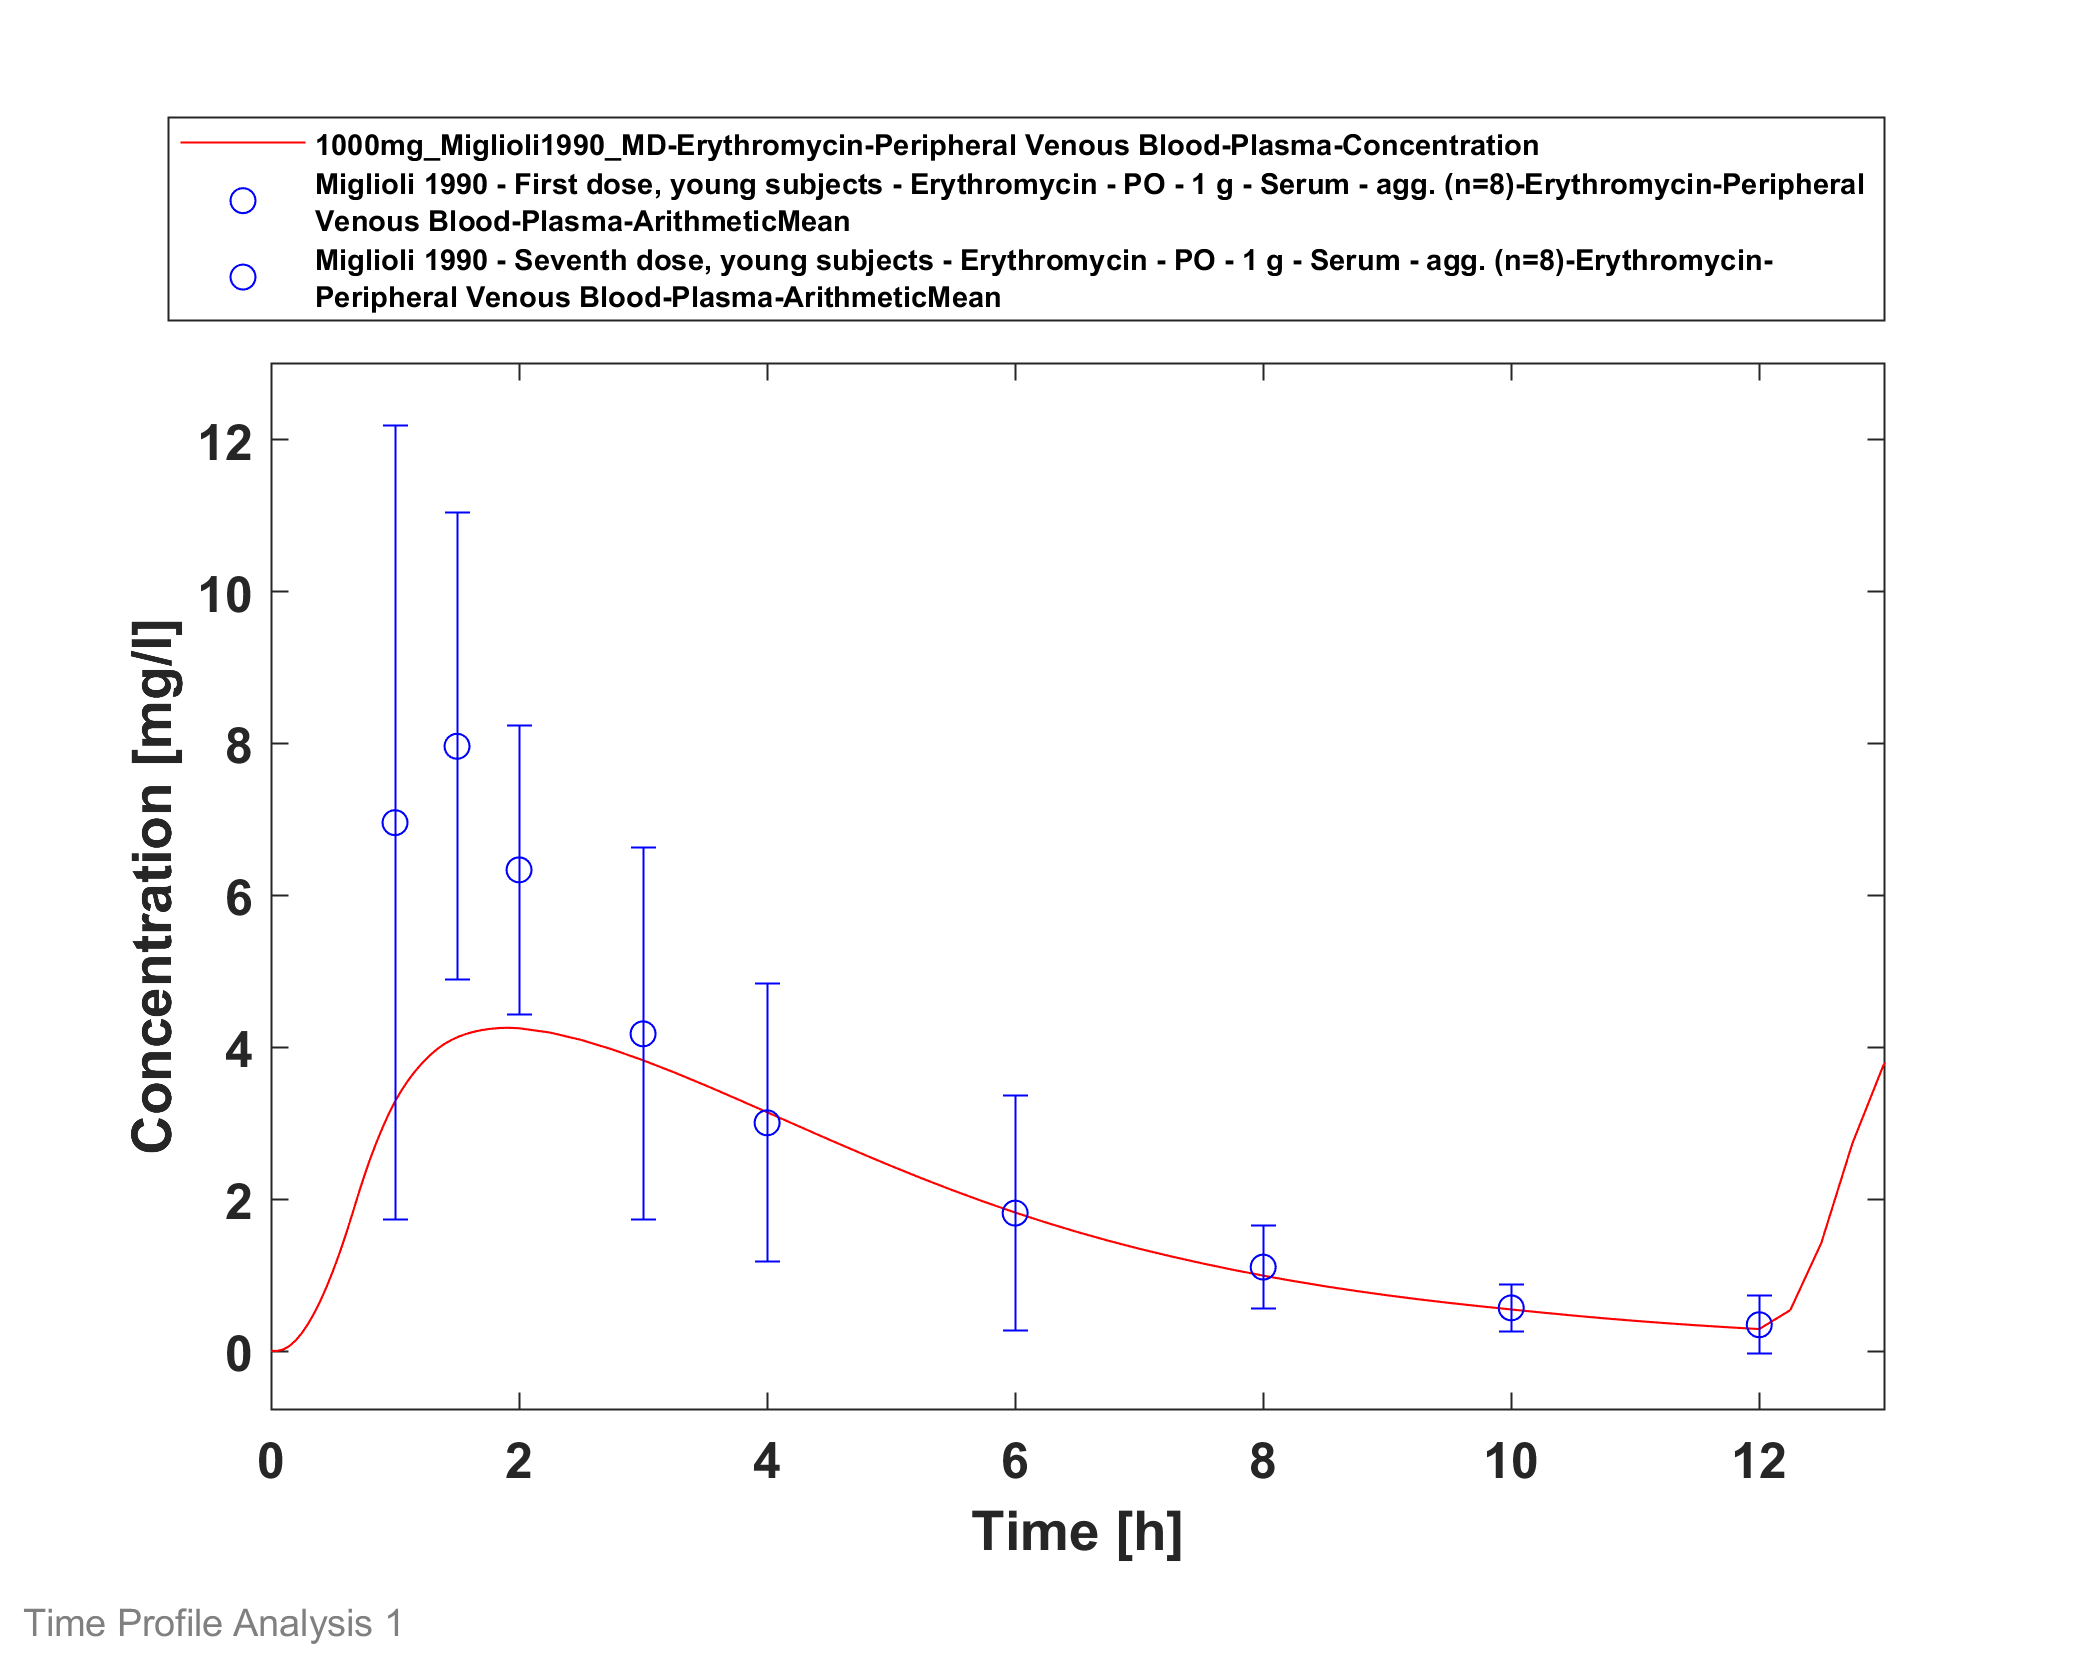 1000mg_Miglioli1990_MD-Erythromycin-Peripheral Venous Blood-Plasma-Concentration
Miglioli 1990 - First dose, young subjects - Erythromycin - PO - 1 g - Serum - agg. (n=8)-Erythromycin-Peripheral
Venous Blood-Plasma-ArithmeticMean
Miglioli 1990 - Seventh dose, young subjects - Erythromycin - PO - 1 g - Serum - agg. (n=8)-Erythromycin-
Peripheral Venous Blood-Plasma-ArithmeticMean
12
10
8
6
4
2
0
Concentration [mg/l]
0 2 4 6 8 10 12
Time [h]
Time Profile Analysis 1